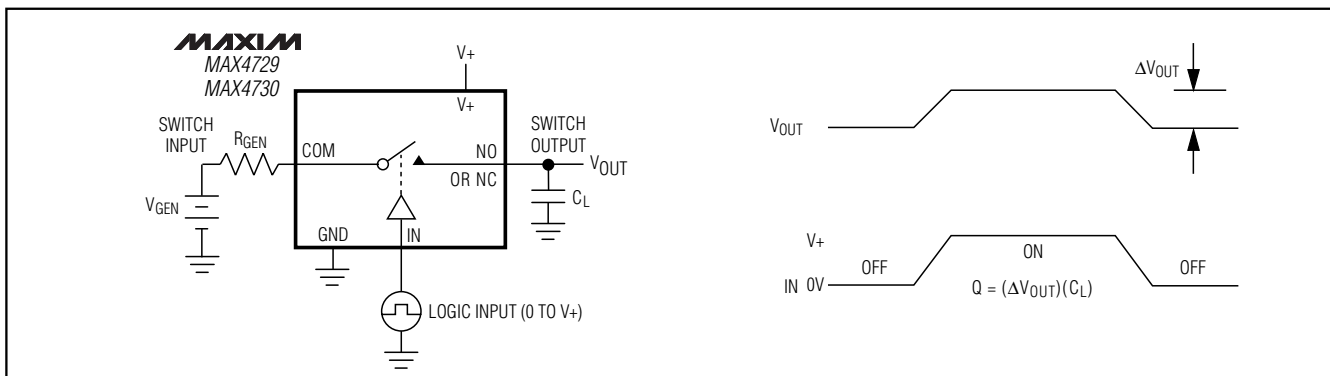 MAXIM
MAX4729
MAX4730
V+
V+
SWITCH
INPUT
RGEN
COM
NO
OR NC
SWITCH
OUTPUT
VOUT
CL
VGEN
GND
IN
LOGIC INPUT (0 TO V+)
ΔVOUT
VOUT
V+
IN 0V
OFF
ON
OFF
Q = (ΔVOUT)(CL)